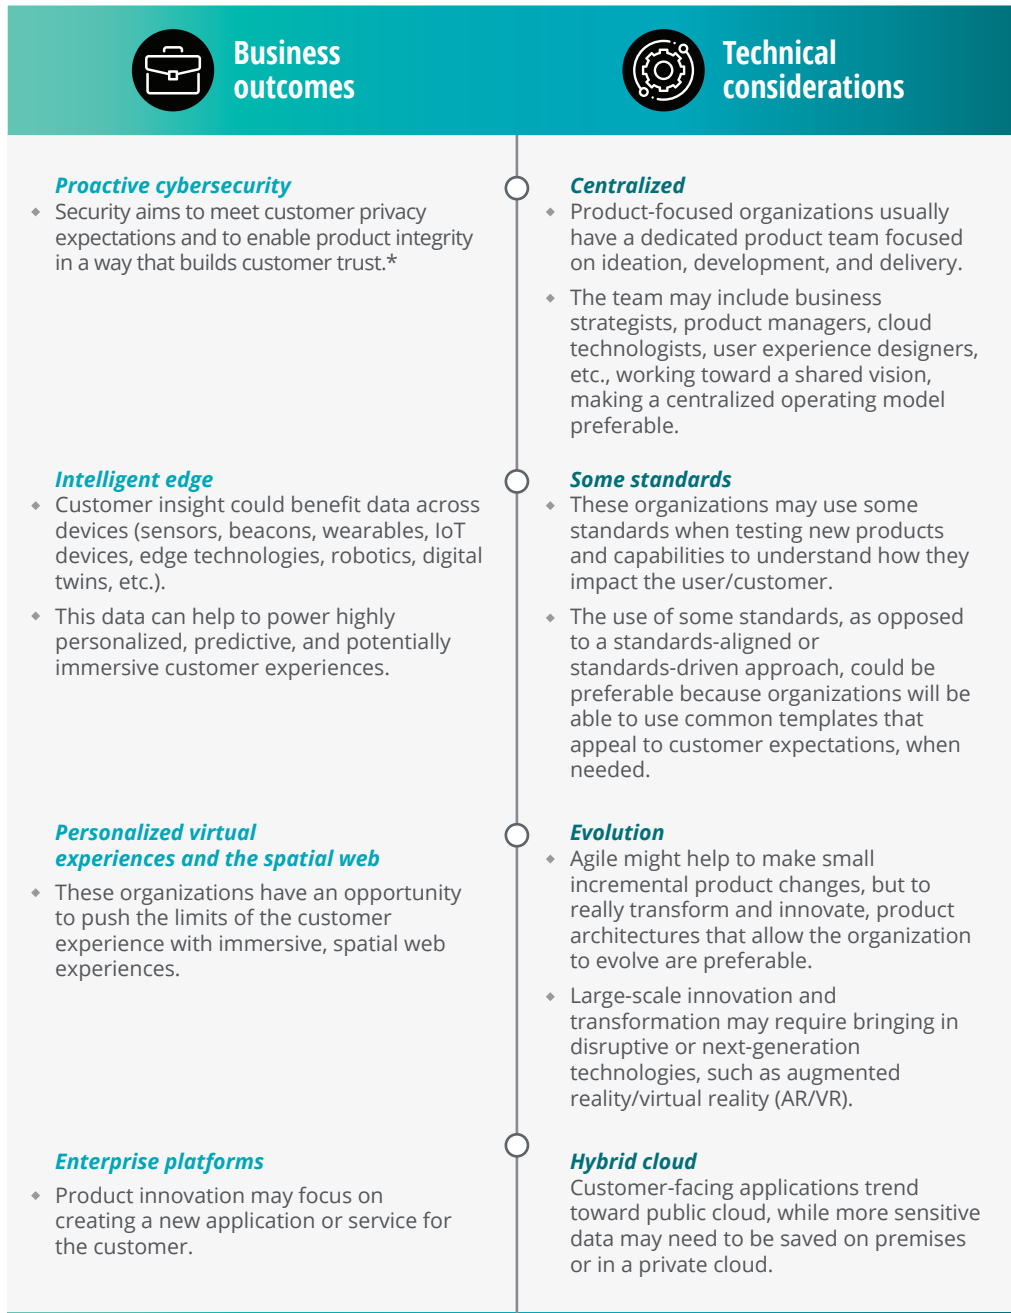 Business
outcomes
Technical
considerations
Proactive cybersecurity
Security aims to meet customer privacy
expectations and to enable product integrity
in a way that builds customer trust.*
Centralized
Product-focused organizations usually
have a dedicated product team focused
on ideation, development, and delivery.
The team may include business
strategists, product managers, cloud
technologists, user experience designers,
etc., working toward a shared vision,
making a centralized operating model
preferable.
Intelligent edge
Customer insight could benefit data across
devices (sensors, beacons, wearables, IoT
devices, edge technologies, robotics, digital
twins, etc.).
This data can help to power highly
personalized, predictive, and potentially
immersive customer experiences.
Some standards
These organizations may use some
standards when testing new products
and capabilities to understand how they
impact the user/customer.
The use of some standards, as opposed
to a standards-aligned or
standards-driven approach, could be
preferable because organizations will be
able to use common templates that
appeal to customer expectations, when
needed.
Personalized virtual
experiences and the spatial web
These organizations have an opportunity
to push the limits of the customer
experience with immersive, spatial web
experiences.
Evolution
Agile might help to make small
incremental product changes, but to
really transform and innovate, product
architectures that allow the organization
to evolve are preferable.
Large-scale innovation and
transformation may require bringing in
disruptive or next-generation
technologies, such as augmented
reality/virtual reality (AR/VR).
Enterprise platforms
Product innovation may focus on
creating a new application or service for
the customer.
Hybrid cloud
Customer-facing applications trend
toward public cloud, while more sensitive
data may need to be saved on premises
or in a private cloud.